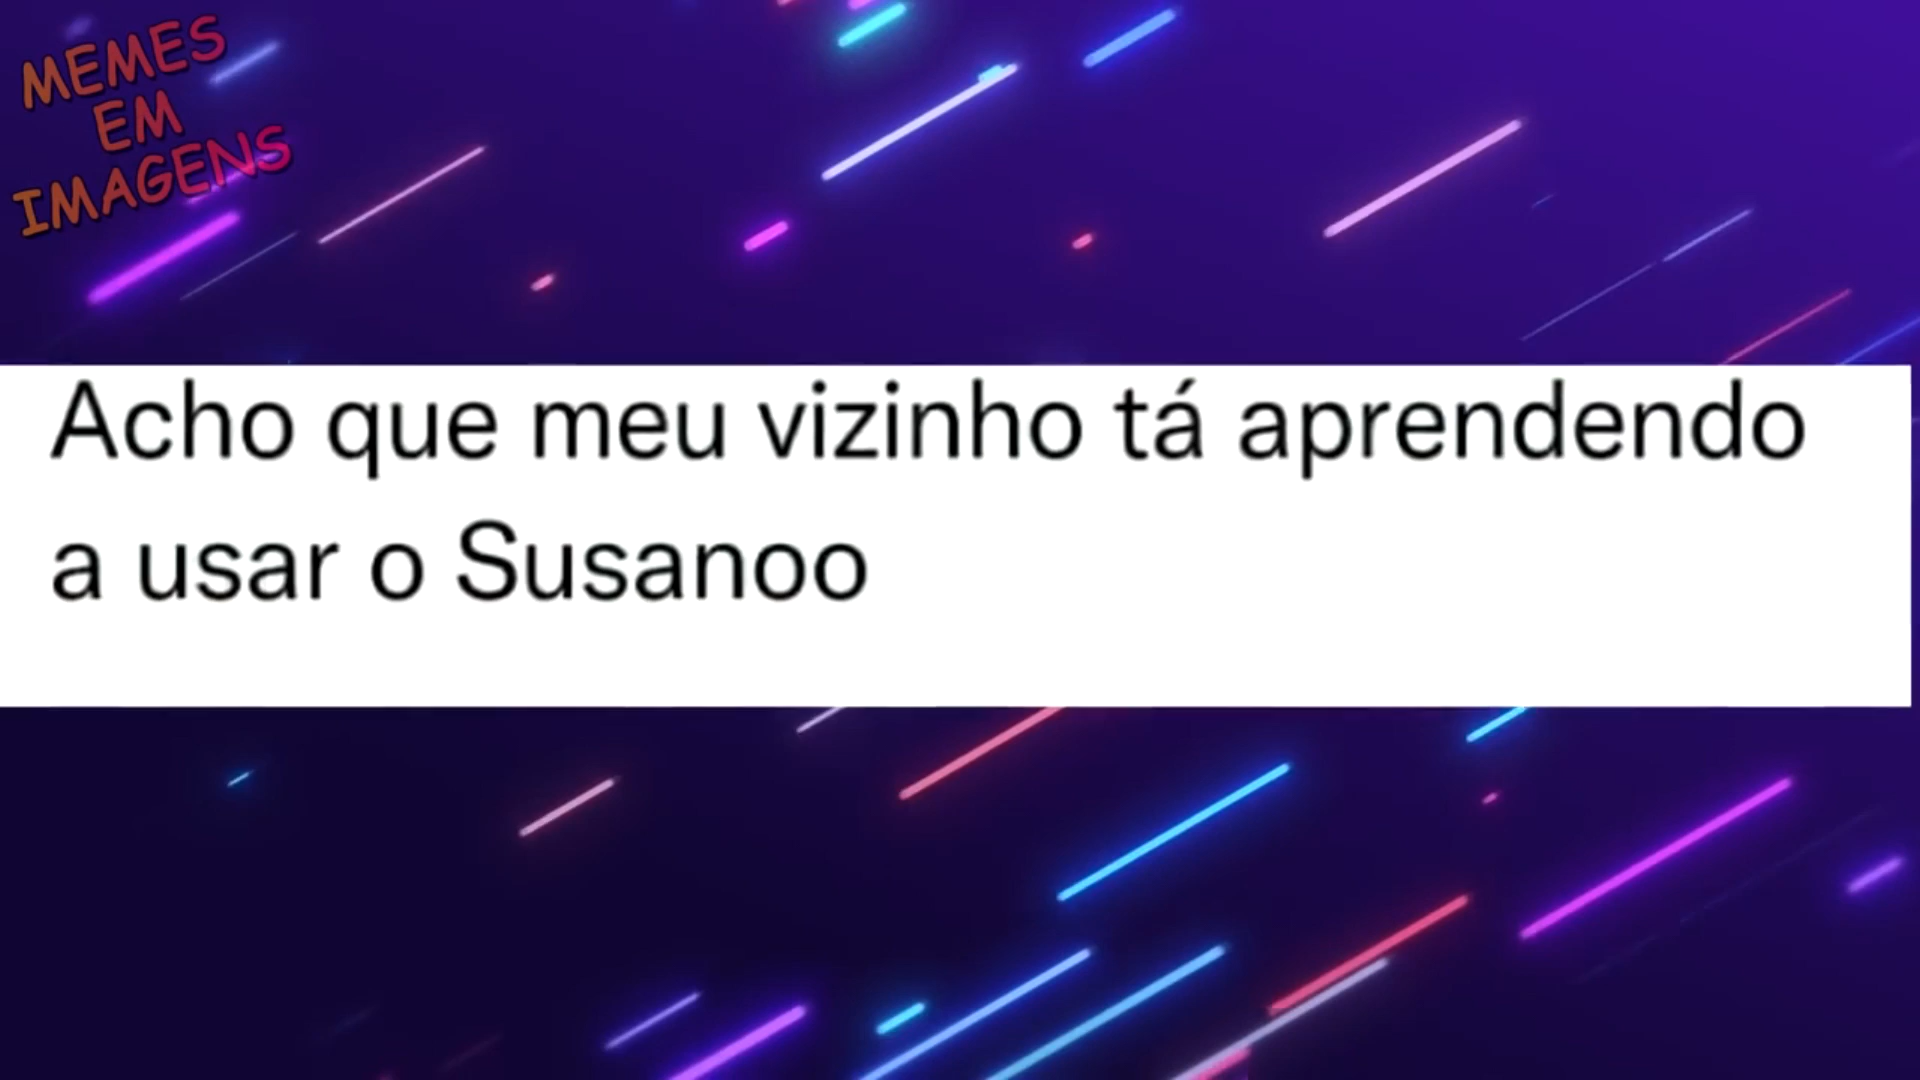 MEMES
EM
IMAGENS
Acho que meu vizinho tá aprendendo
a usar o Susanoo